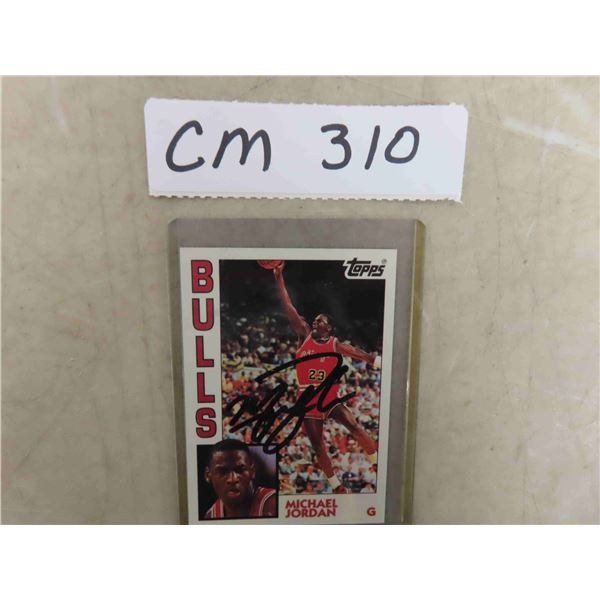 CM 310
BULLS
topps®
23
MICHAEL
JORDAN
G